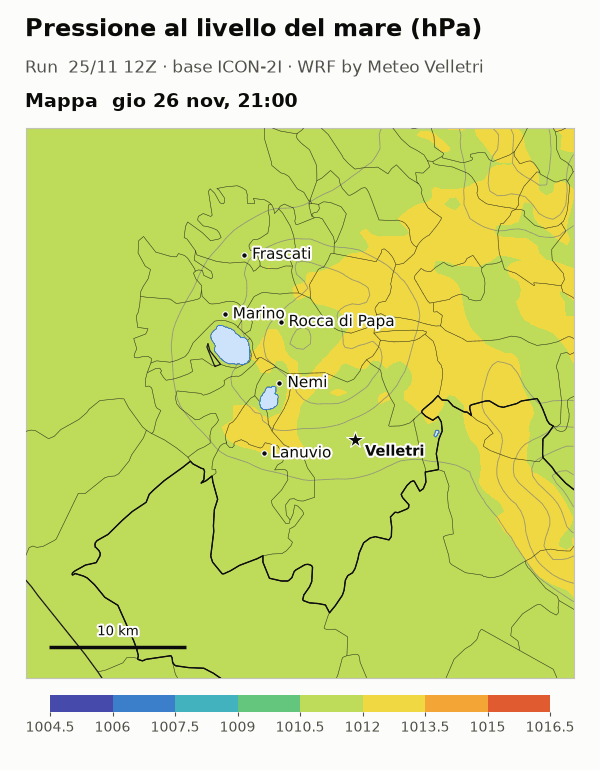 Pressione al livello del mare (hPa)
Run  25/11 12Z · base ICON-2I · WRF by Meteo Velletri
Mappa  gio 26 nov, 21:00
Frascati
Marino
Rocca di Papa
Nemi
Velletri
Lanuvio
10 km
1004.5 1006 1007.5 1009 1010.5 1012 1013.5 1015 1016.5